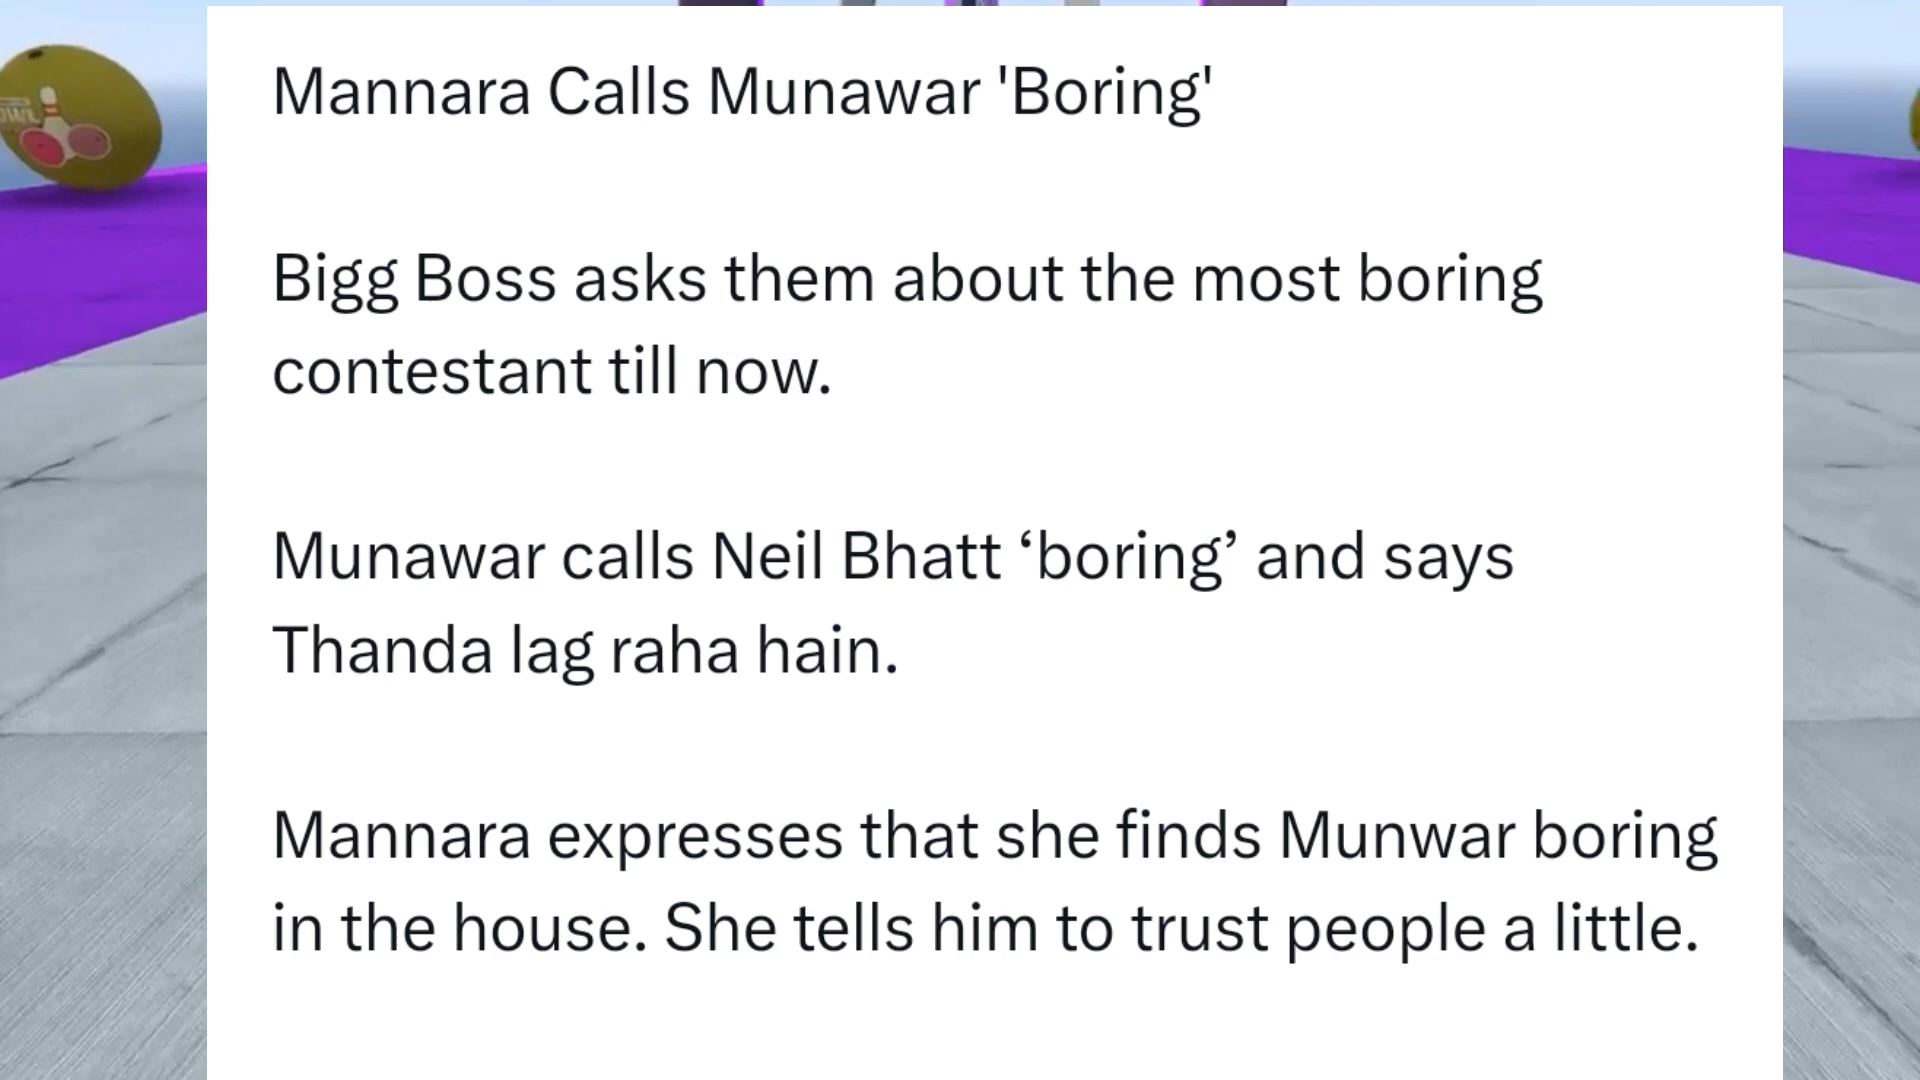 Mannara Calls Munawar 'Boring'
Bigg Boss asks them about the most boring
contestant till now.
Munawar calls Neil Bhatt ‘boring’ and says
Thanda lag raha hain.
Mannara expresses that she finds Munwar boring
in the house. She tells him to trust people a little.